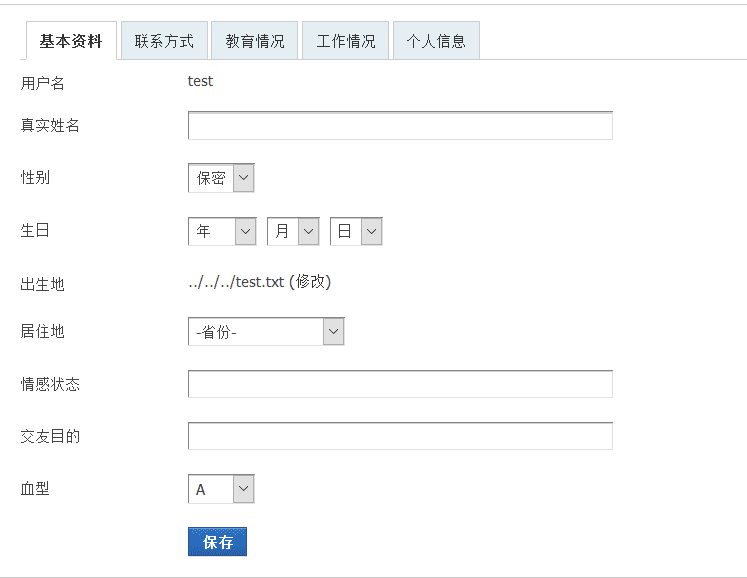 基本资料 联系方式 教育情况 工作情况 个人信息
用户名 test
真实姓名
性别 保密
生日 年 月 日
出生地 ../../../test.txt (修改)
居住地 -省份-
情感状态
交友目的
血型 A
保存